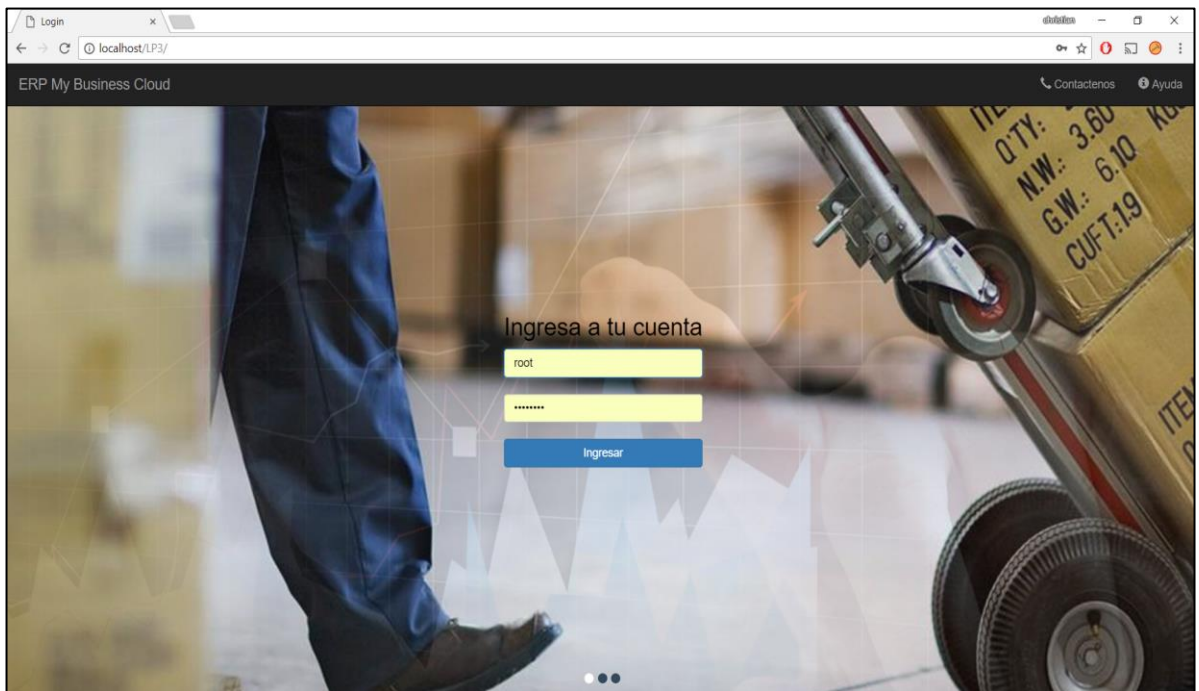 Login
christian
localhost/LP3/
ERP My Business Cloud
Contactenos
Ayuda
Q'TY: 3.60
N.W.: 6.10
G.W.:
CUFT:1.9
Ingresa a tu cuenta
root
••••••••
Ingresar